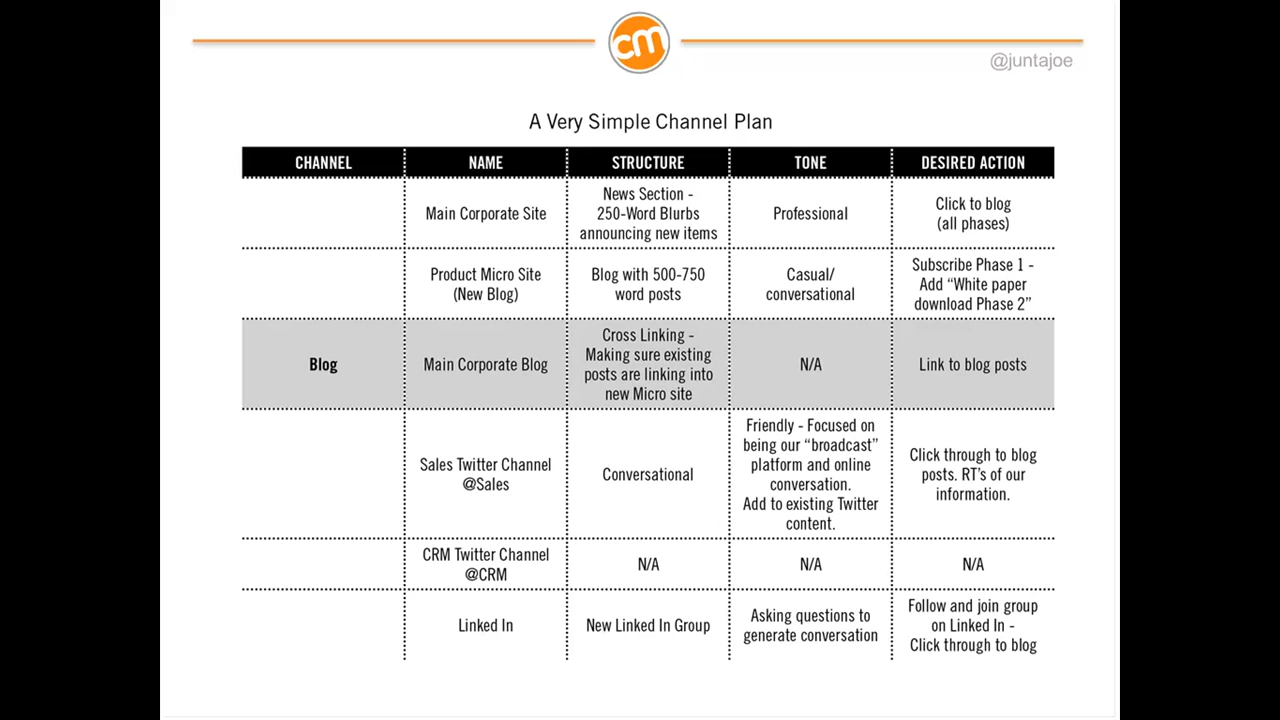 cm
@juntajoe
A Very Simple Channel Plan
CHANNEL NAME STRUCTURE TONE DESIRED ACTION
Main Corporate Site
News Section -
250-Word Blurbs
announcing new items
Professional
Click to blog
(all phases)
Product Micro Site
(New Blog)
Blog with 500-750
word posts
Casual/
conversational
Subscribe Phase 1 -
Add “White paper
download Phase 2”
Blog
Main Corporate Blog
Cross Linking -
Making sure existing
posts are linking into
new Micro site
N/A
Link to blog posts
Sales Twitter Channel
@Sales
Conversational
Friendly - Focused on
being our “broadcast”
platform and online
conversation.
Add to existing Twitter
content.
Click through to blog
posts. RT’s of our
information.
CRM Twitter Channel
@CRM
N/A
N/A
N/A
Linked In
New Linked In Group
Asking questions to
generate conversation
Follow and join group
on Linked In -
Click through to blog